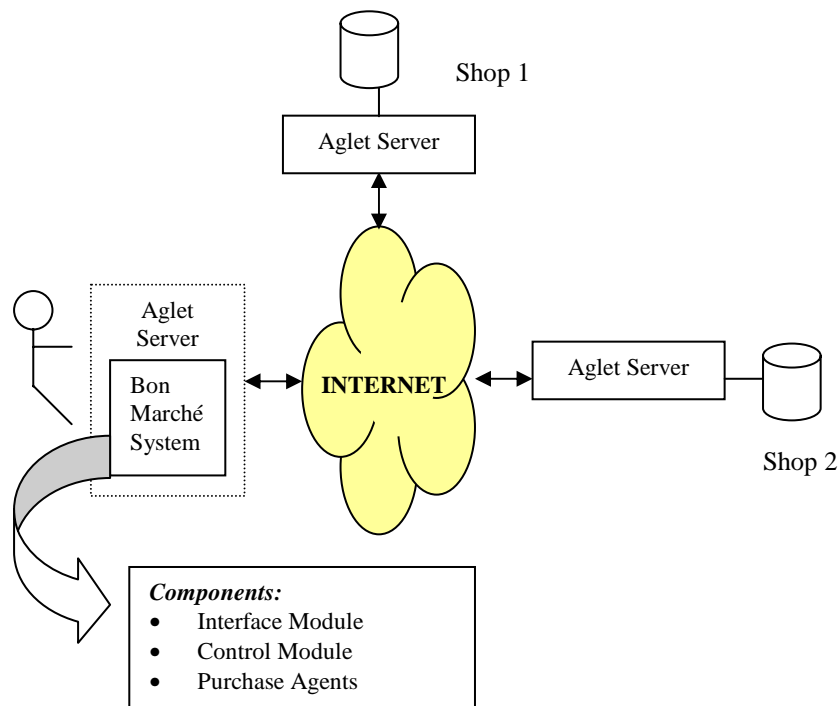 Shop 1
Aglet Server
Aglet
Server
Bon
Marché
System
INTERNET
Aglet Server
Shop 2
Components:
• Interface Module
• Control Module
• Purchase Agents